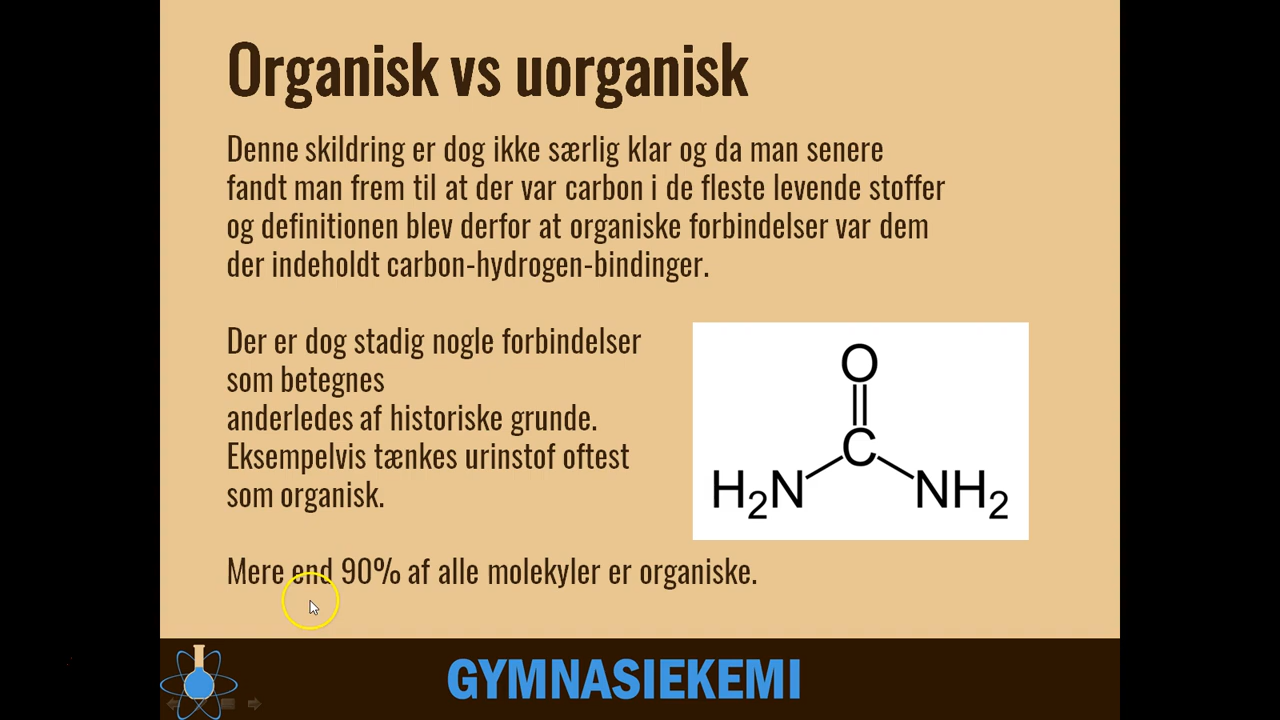 Organisk vs uorganisk
Denne skildring er dog ikke særlig klar og da man senere
fandt man frem til at der var carbon i de fleste levende stoffer
og definitionen blev derfor at organiske forbindelser var dem
der indeholdt carbon-hydrogen-bindinger.
Der er dog stadig nogle forbindelser
som betegnes
anderledes af historiske grunde.
Eksempelvis tænkes urinstof oftest
som organisk.
O
C
H₂N NH₂
Mere end 90% af alle molekyler er organiske.
GYMNASIEKEMI